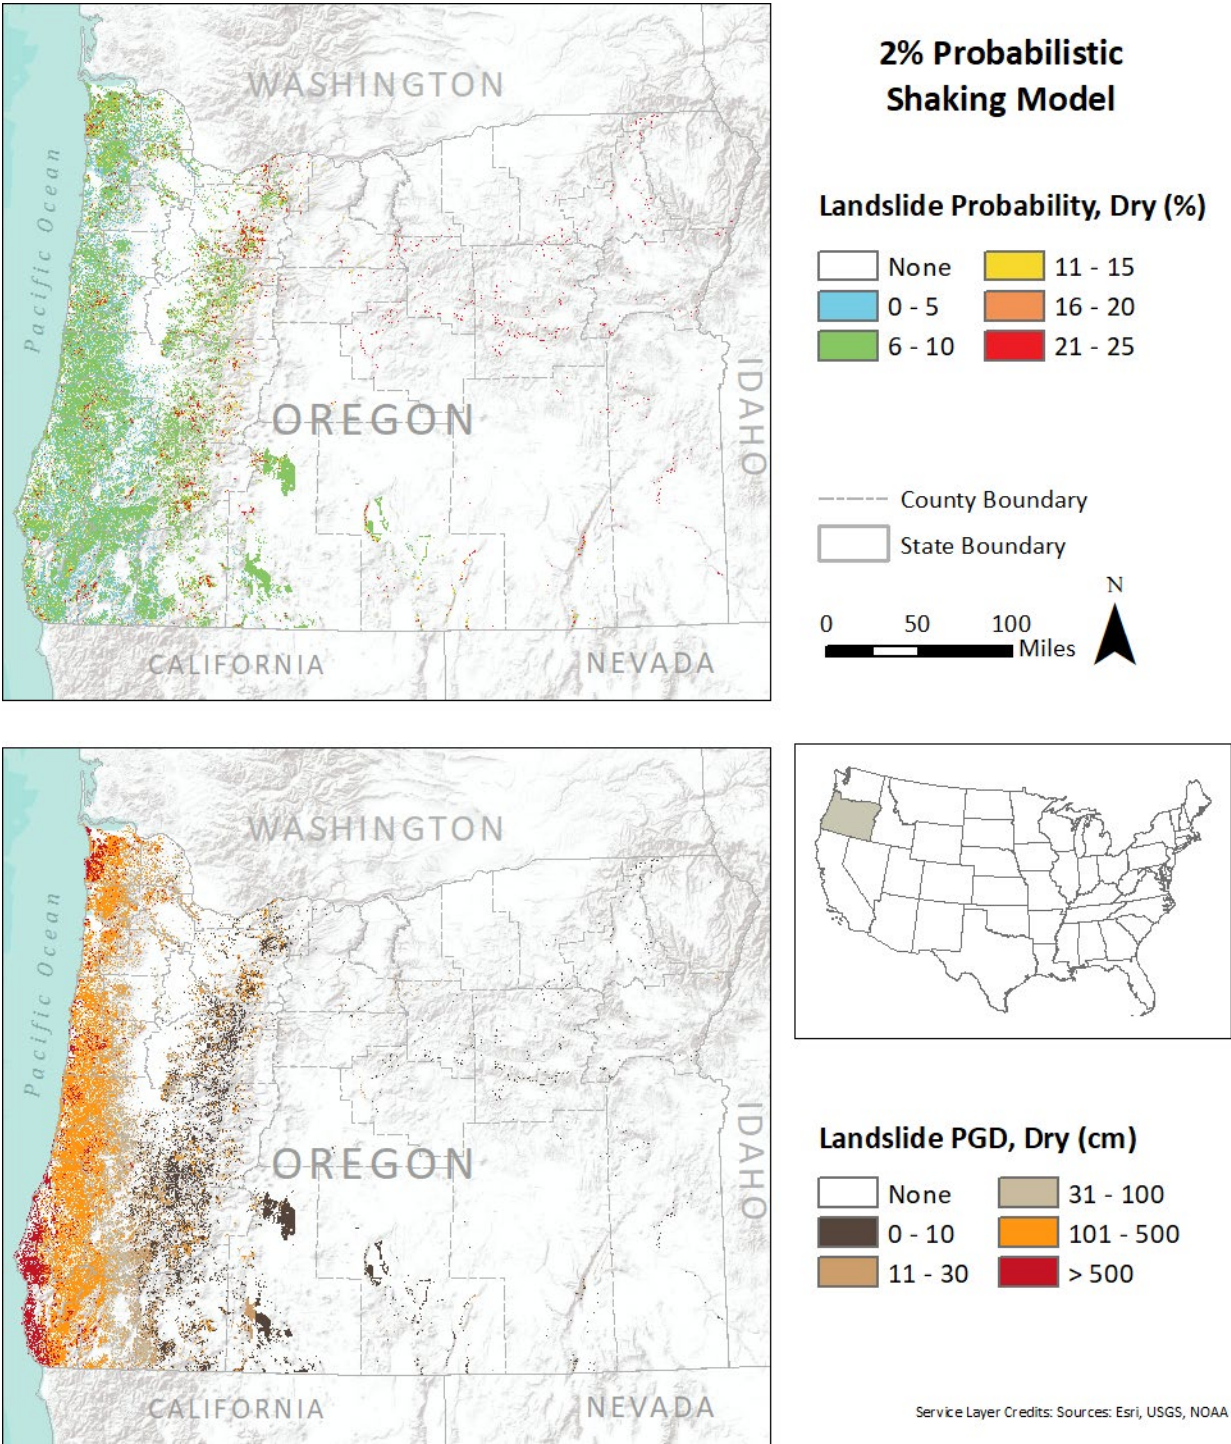 WASHINGTON
Pacific Ocean
OREGON
IDAHO
CALIFORNIA
NEVADA
2% Probabilistic
Shaking Model
Landslide Probability, Dry (%)
None
0 - 5
6 - 10
11 - 15
16 - 20
21 - 25
County Boundary
State Boundary
N
0 50 100
Miles
WASHINGTON
Pacific Ocean
OREGON
IDAHO
CALIFORNIA
NEVADA
Landslide PGD, Dry (cm)
None
0 - 10
11 - 30
31 - 100
101 - 500
> 500
Service Layer Credits: Sources: Esri, USGS, NOAA